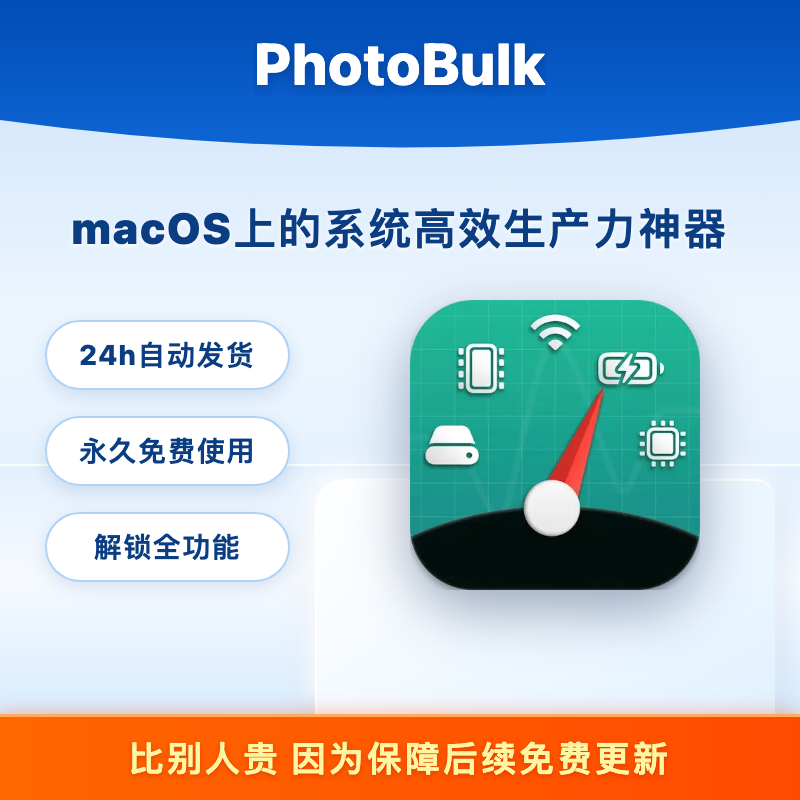 PhotoBulk
macOS上的系统高效生产力神器
24h自动发货
永久免费使用
解锁全功能
比别人贵 因为保障后续免费更新